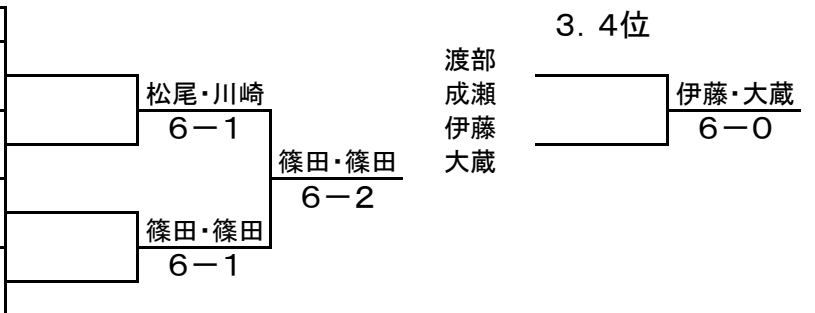 松尾・川崎
６－１
篠田・篠田
６－２
篠田・篠田
６－１
３．４位
渡部
成瀬
伊藤
大蔵
伊藤・大蔵
６－０